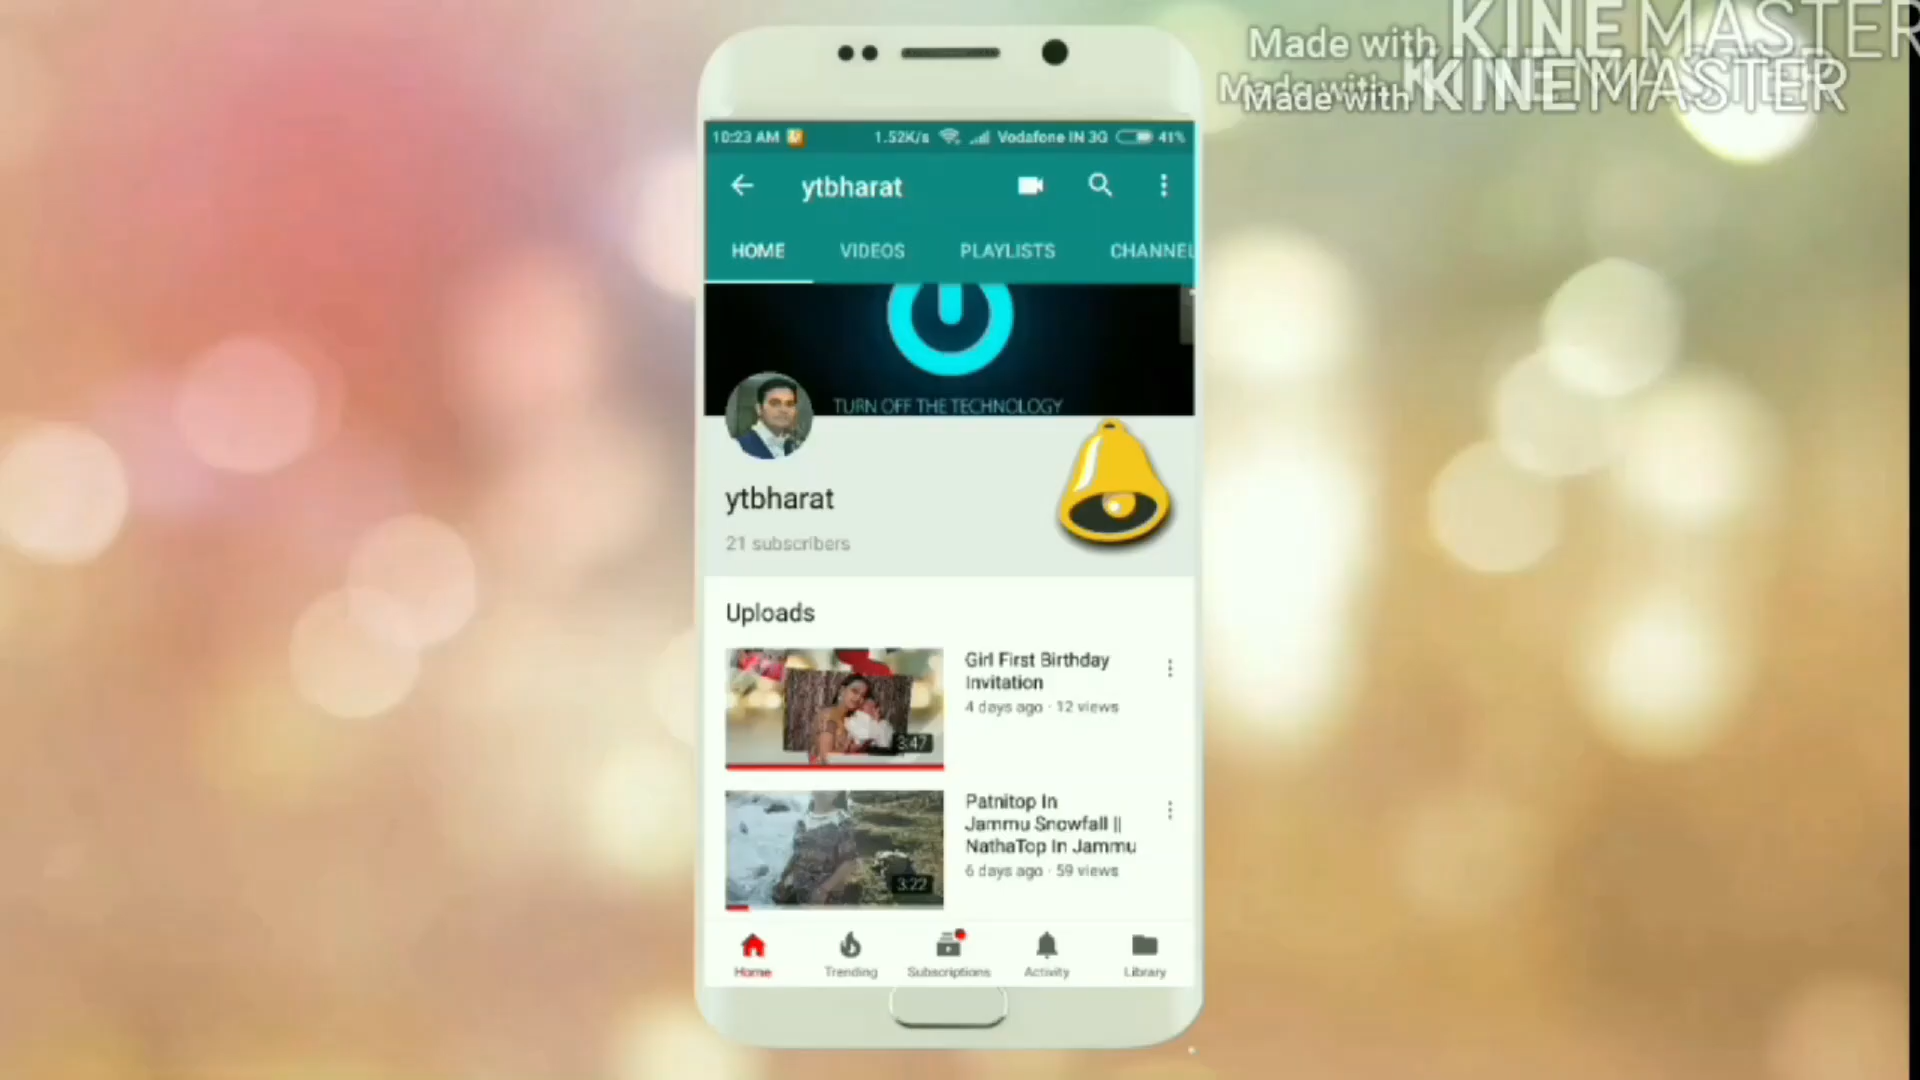 Made with KINEMASTER
Made with
Made with KINEMASTER
10:23 AM 1.52K/s Vodafone IN 3G 41%
ytbharat
HOME VIDEOS PLAYLISTS CHANNEL
TURN OFF THE TECHNOLOGY
ytbharat
21 subscribers
Uploads
Girl First Birthday
Invitation
4 days ago · 12 views
3:47
Patnitop In
Jammu Snowfall ||
NathaTop In Jammu
6 days ago · 59 views
3:22
Home Trending Subscriptions Activity Library